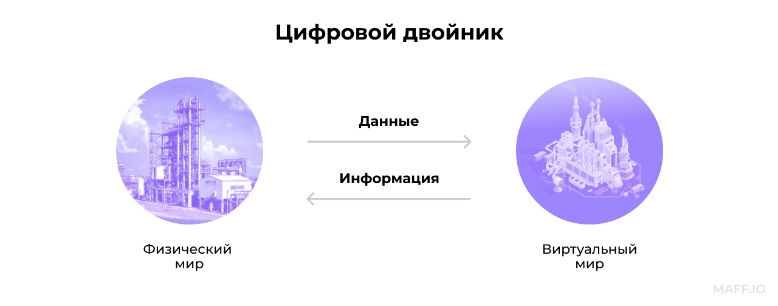 Цифровой двойник
Данные
Информация
Физический
мир
Виртуальный
мир
MAFF.IO